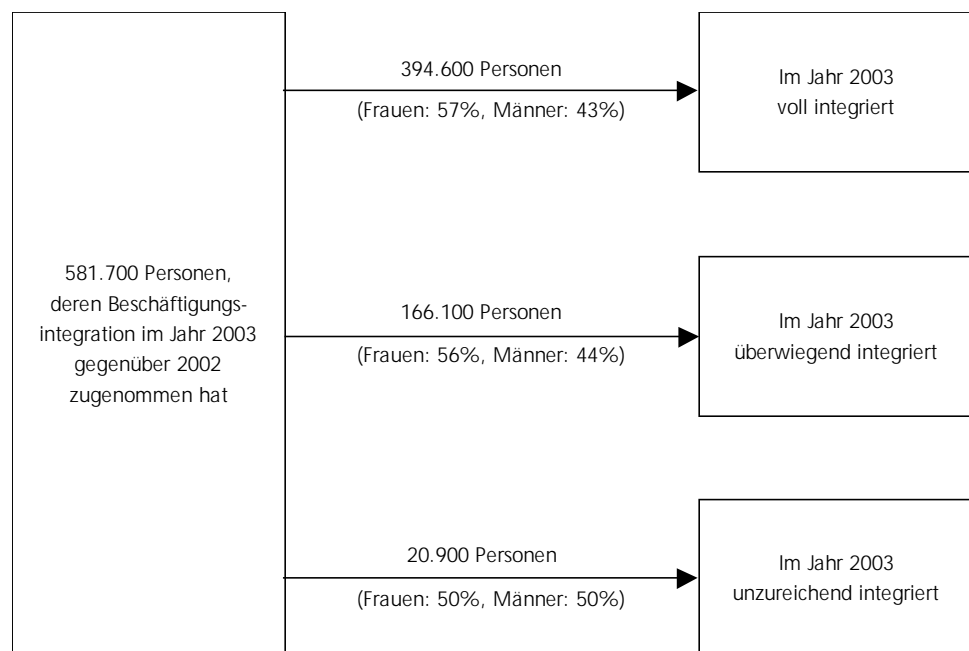 581.700 Personen,
deren Beschäftigungs-
integration im Jahr 2003
gegenüber 2002
zugenommen hat
394.600 Personen
(Frauen: 57%, Männer: 43%)
Im Jahr 2003
voll integriert
166.100 Personen
(Frauen: 56%, Männer: 44%)
Im Jahr 2003
überwiegend integriert
20.900 Personen
(Frauen: 50%, Männer: 50%)
Im Jahr 2003
unzureichend integriert